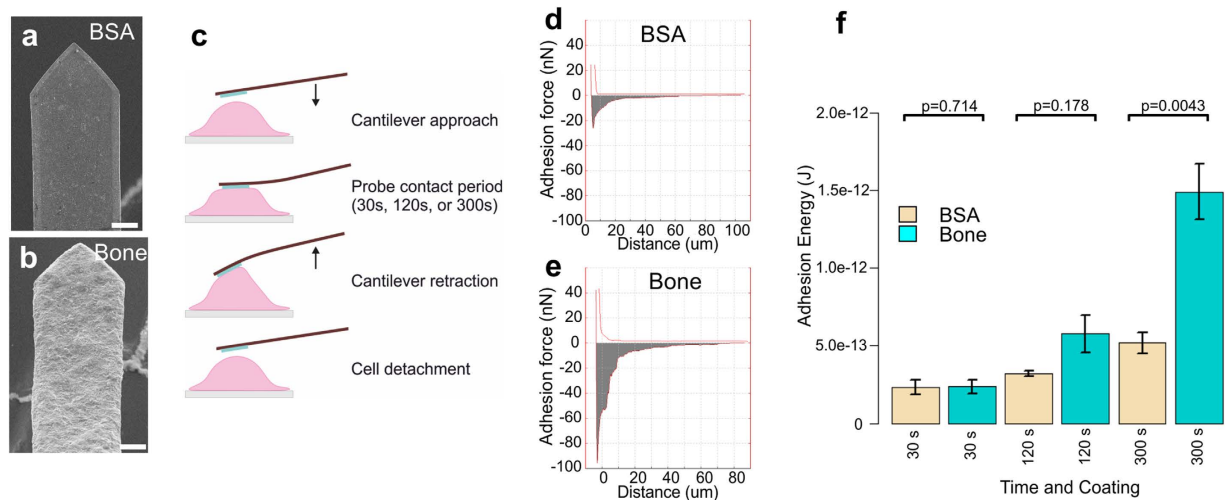 a
BSA
b
Bone
c
Cantilever approach
Probe contact period
(30s, 120s, or 300s)
Cantilever retraction
Cell detachment
d
BSA
Adhesion force (nN)
40
20
0
-20
-40
-60
-80
-100
20 40 60 80 100
Distance (um)
e
Bone
Adhesion force (nN)
40
20
0
-20
-40
-60
-80
-100
0 20 40 60 80
Distance (um)
f
p=0.714 p=0.178 p=0.0043
Adhesion Energy (J)
2.0e-12
1.5e-12
1.0e-12
5.0e-13
0
BSA
Bone
30 s 30 s 120 s 120 s 300 s 300 s
Time and Coating